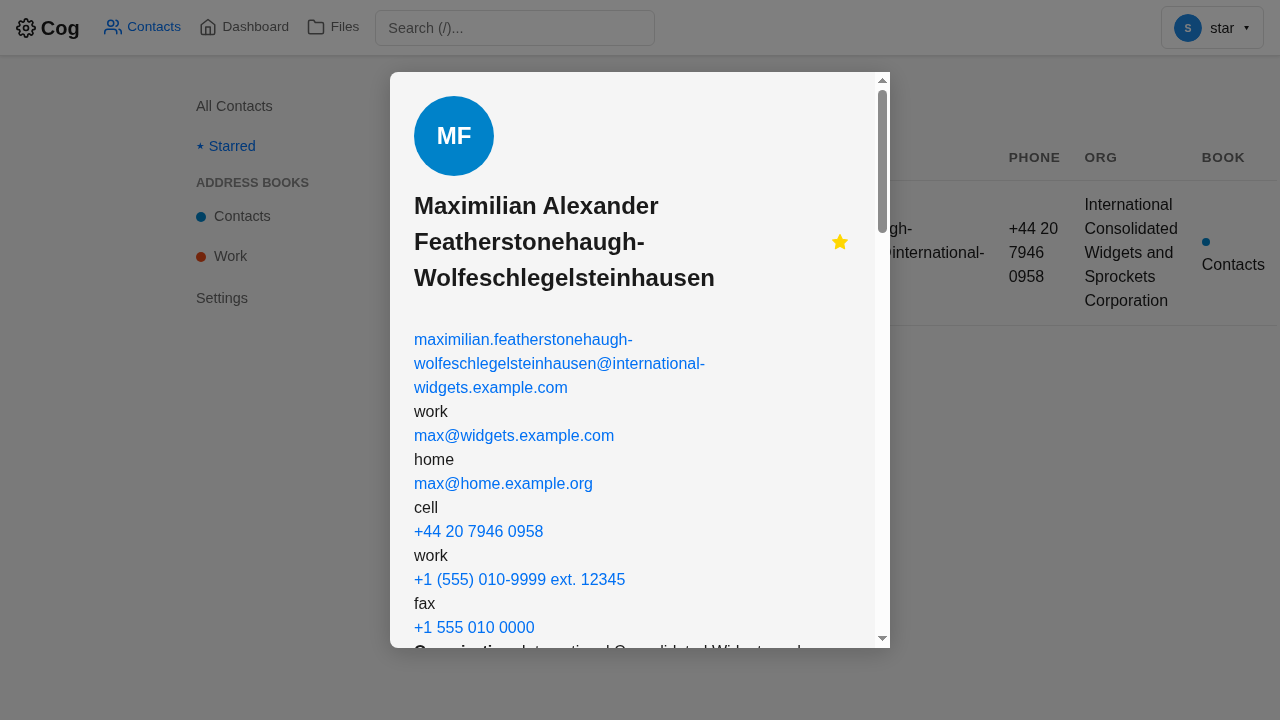 Cog
Contacts
Dashboard
Files
Search (/)...
S
star
All Contacts
★ Starred
ADDRESS BOOKS
Contacts
Work
Settings
MF
Maximilian Alexander
Featherstonehaugh-
Wolfeschlegelsteinhausen
maximilian.featherstonehaugh-
wolfeschlegelsteinhausen@international-
widgets.example.com
work
max@widgets.example.com
home
max@home.example.org
cell
+44 20 7946 0958
work
+1 (555) 010-9999 ext. 12345
fax
+1 555 010 0000
PHONE
ORG
BOOK
gh-
international-
+44 20
7946
0958
International
Consolidated
Widgets and
Sprockets
Corporation
Contacts